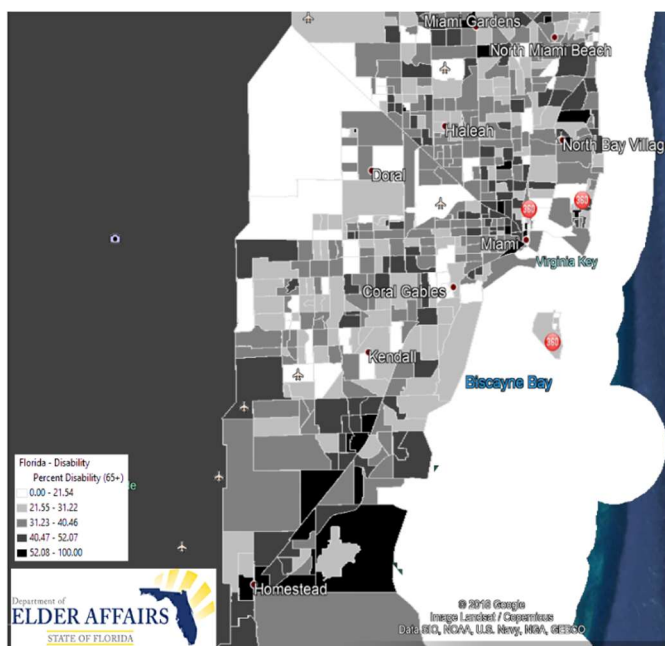 Miami Gardens
North Miami Beach
Hialeah
North Bay Villag
Doral
360
360
Miami
Virginia Key
Coral Gables
360
Kendall
Biscayne Bay
Florida - Disability
Percent Disability (65+)
0.00 - 21.54
21.55 - 31.22
31.23 - 40.46
40.47 - 52.07
52.08 - 100.00
Homestead
Department of
ELDER AFFAIRS
STATE OF FLORIDA
© 2018 Google
Image Landsat / Copernicus
Data SIO, NOAA, U.S. Navy, NGA, GEBCO